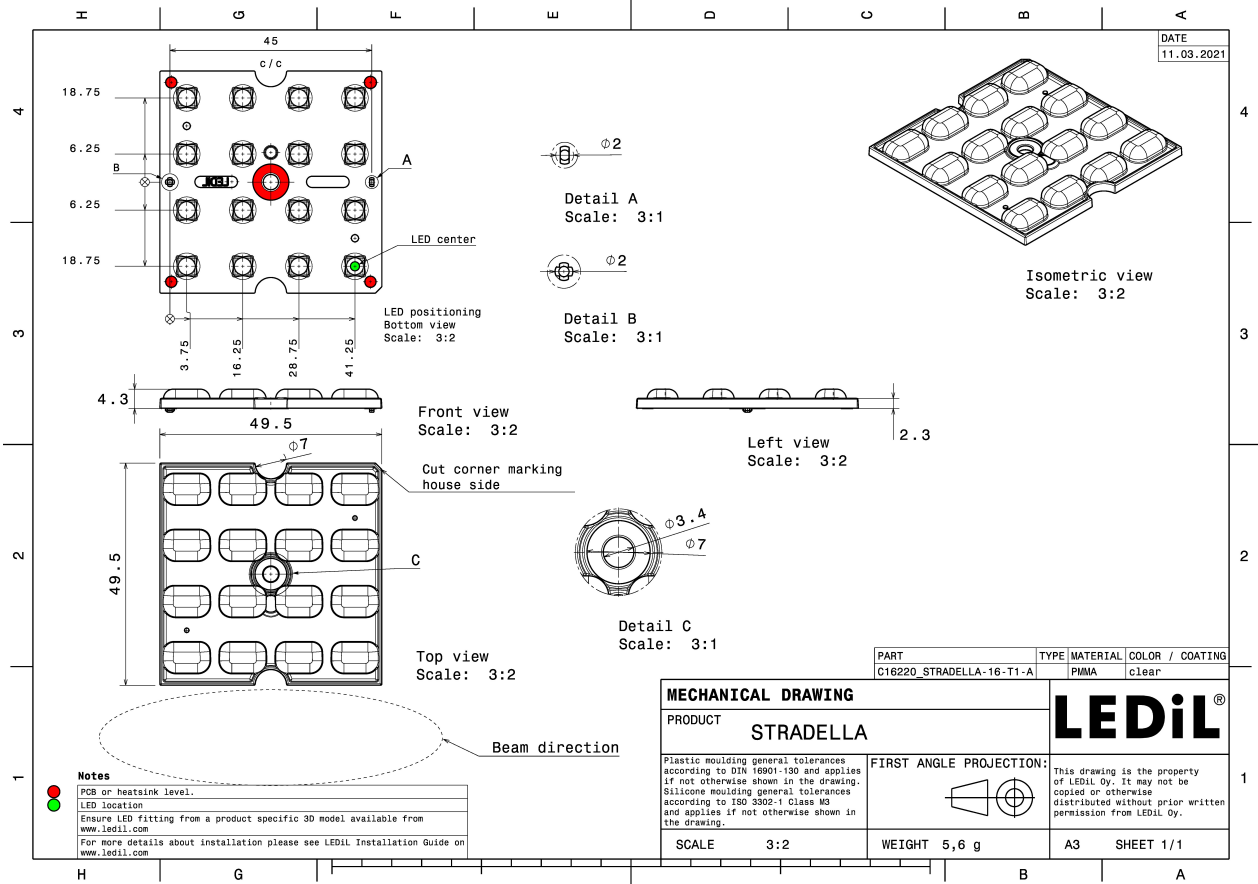 H G F E D C B A
DATE
11.03.2021
4
4
3
3
2
2
1
1
45
c/c
18.75
6.25
B
6.25
18.75
A
LEDiL
LED center
LED positioning
Bottom view
Scale: 3:2
3.75
16.25
28.75
41.25
Ø2
Detail A
Scale: 3:1
Ø2
Detail B
Scale: 3:1
Isometric view
Scale: 3:2
4.3
49.5
Front view
Scale: 3:2
2.3
Left view
Scale: 3:2
Ø7
Cut corner marking
house side
49.5
C
Top view
Scale: 3:2
Ø3.4
Ø7
Detail C
Scale: 3:1
Beam direction
Notes
PCB or heatsink level.
LED location
Ensure LED fitting from a product specific 3D model available from
www.ledil.com
For more details about installation please see LEDiL Installation Guide on
www.ledil.com
PART TYPE MATERIAL COLOR / COATING
C16220_STRADELLA-16-T1-A PMMA clear
MECHANICAL DRAWING
PRODUCT
STRADELLA
LEDiL®
Plastic moulding general tolerances
according to DIN 16901-130 and applies
if not otherwise shown in the drawing.
Silicone moulding general tolerances
according to ISO 3302-1 Class M3
and applies if not otherwise shown in
the drawing.
FIRST ANGLE PROJECTION:
This drawing is the property
of LEDiL Oy. It may not be
copied or otherwise
distributed without prior written
permission from LEDiL Oy.
SCALE 3:2
WEIGHT 5,6 g
A3 SHEET 1/1
H G B A